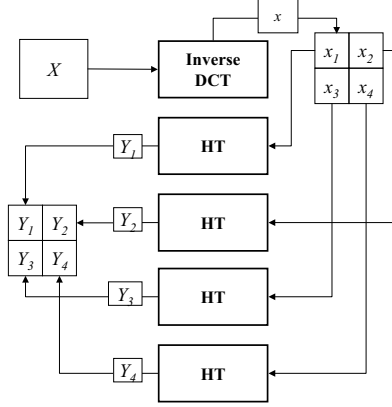 x
X
Inverse
DCT
x₁ x₂
x₃ x₄
Y₁
HT
Y₁ Y₂
Y₃ Y₄
Y₂
HT
Y₃
HT
Y₄
HT